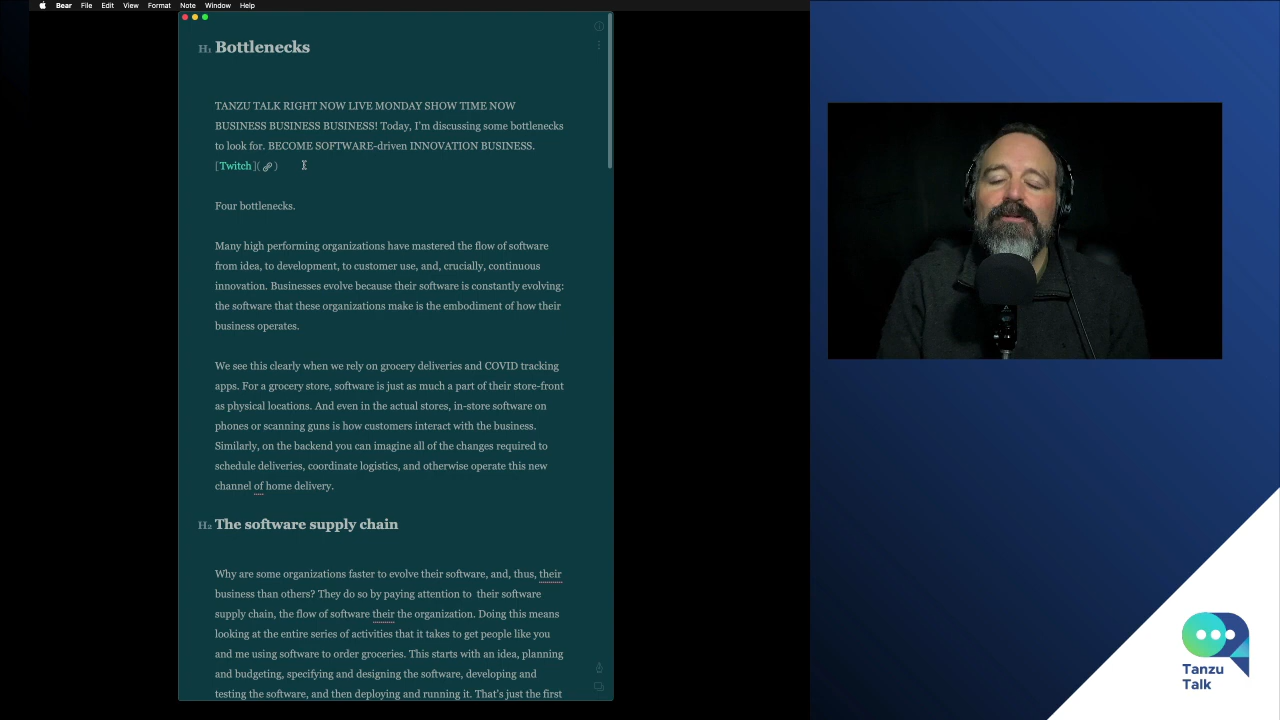 Bear File Edit View Format Note Window Help
H1 Bottlenecks
TANZU TALK RIGHT NOW LIVE MONDAY SHOW TIME NOW
BUSINESS BUSINESS BUSINESS! Today, I'm discussing some bottlenecks
to look for. BECOME SOFTWARE-driven INNOVATION BUSINESS.
[Twitch]( )
Four bottlenecks.
Many high performing organizations have mastered the flow of software
from idea, to development, to customer use, and, crucially, continuous
innovation. Businesses evolve because their software is constantly evolving:
the software that these organizations make is the embodiment of how their
business operates.
We see this clearly when we rely on grocery deliveries and COVID tracking
apps. For a grocery store, software is just as much a part of their store-front
as physical locations. And even in the actual stores, in-store software on
phones or scanning guns is how customers interact with the business.
Similarly, on the backend you can imagine all of the changes required to
schedule deliveries, coordinate logistics, and otherwise operate this new
channel of home delivery.
H2 The software supply chain
Why are some organizations faster to evolve their software, and, thus, their
business than others? They do so by paying attention to  their software
supply chain, the flow of software their the organization. Doing this means
looking at the entire series of activities that it takes to get people like you
and me using software to order groceries. This starts with an idea, planning
and budgeting, specifying and designing the software, developing and
testing the software, and then deploying and running it. That's just the first
Tanzu
Talk